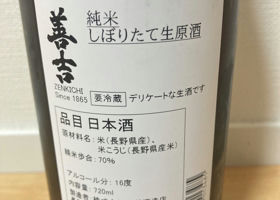 善吉
ZENKICHI
Since 1865
純米
しぼりたて生原酒
要冷蔵 デリケートな生酒です
品目 日本酒
原材料名:米(長野県産)、
米こうじ(長野県産米)
精米歩合:70%
アルコール分:16度
内容量:720ml